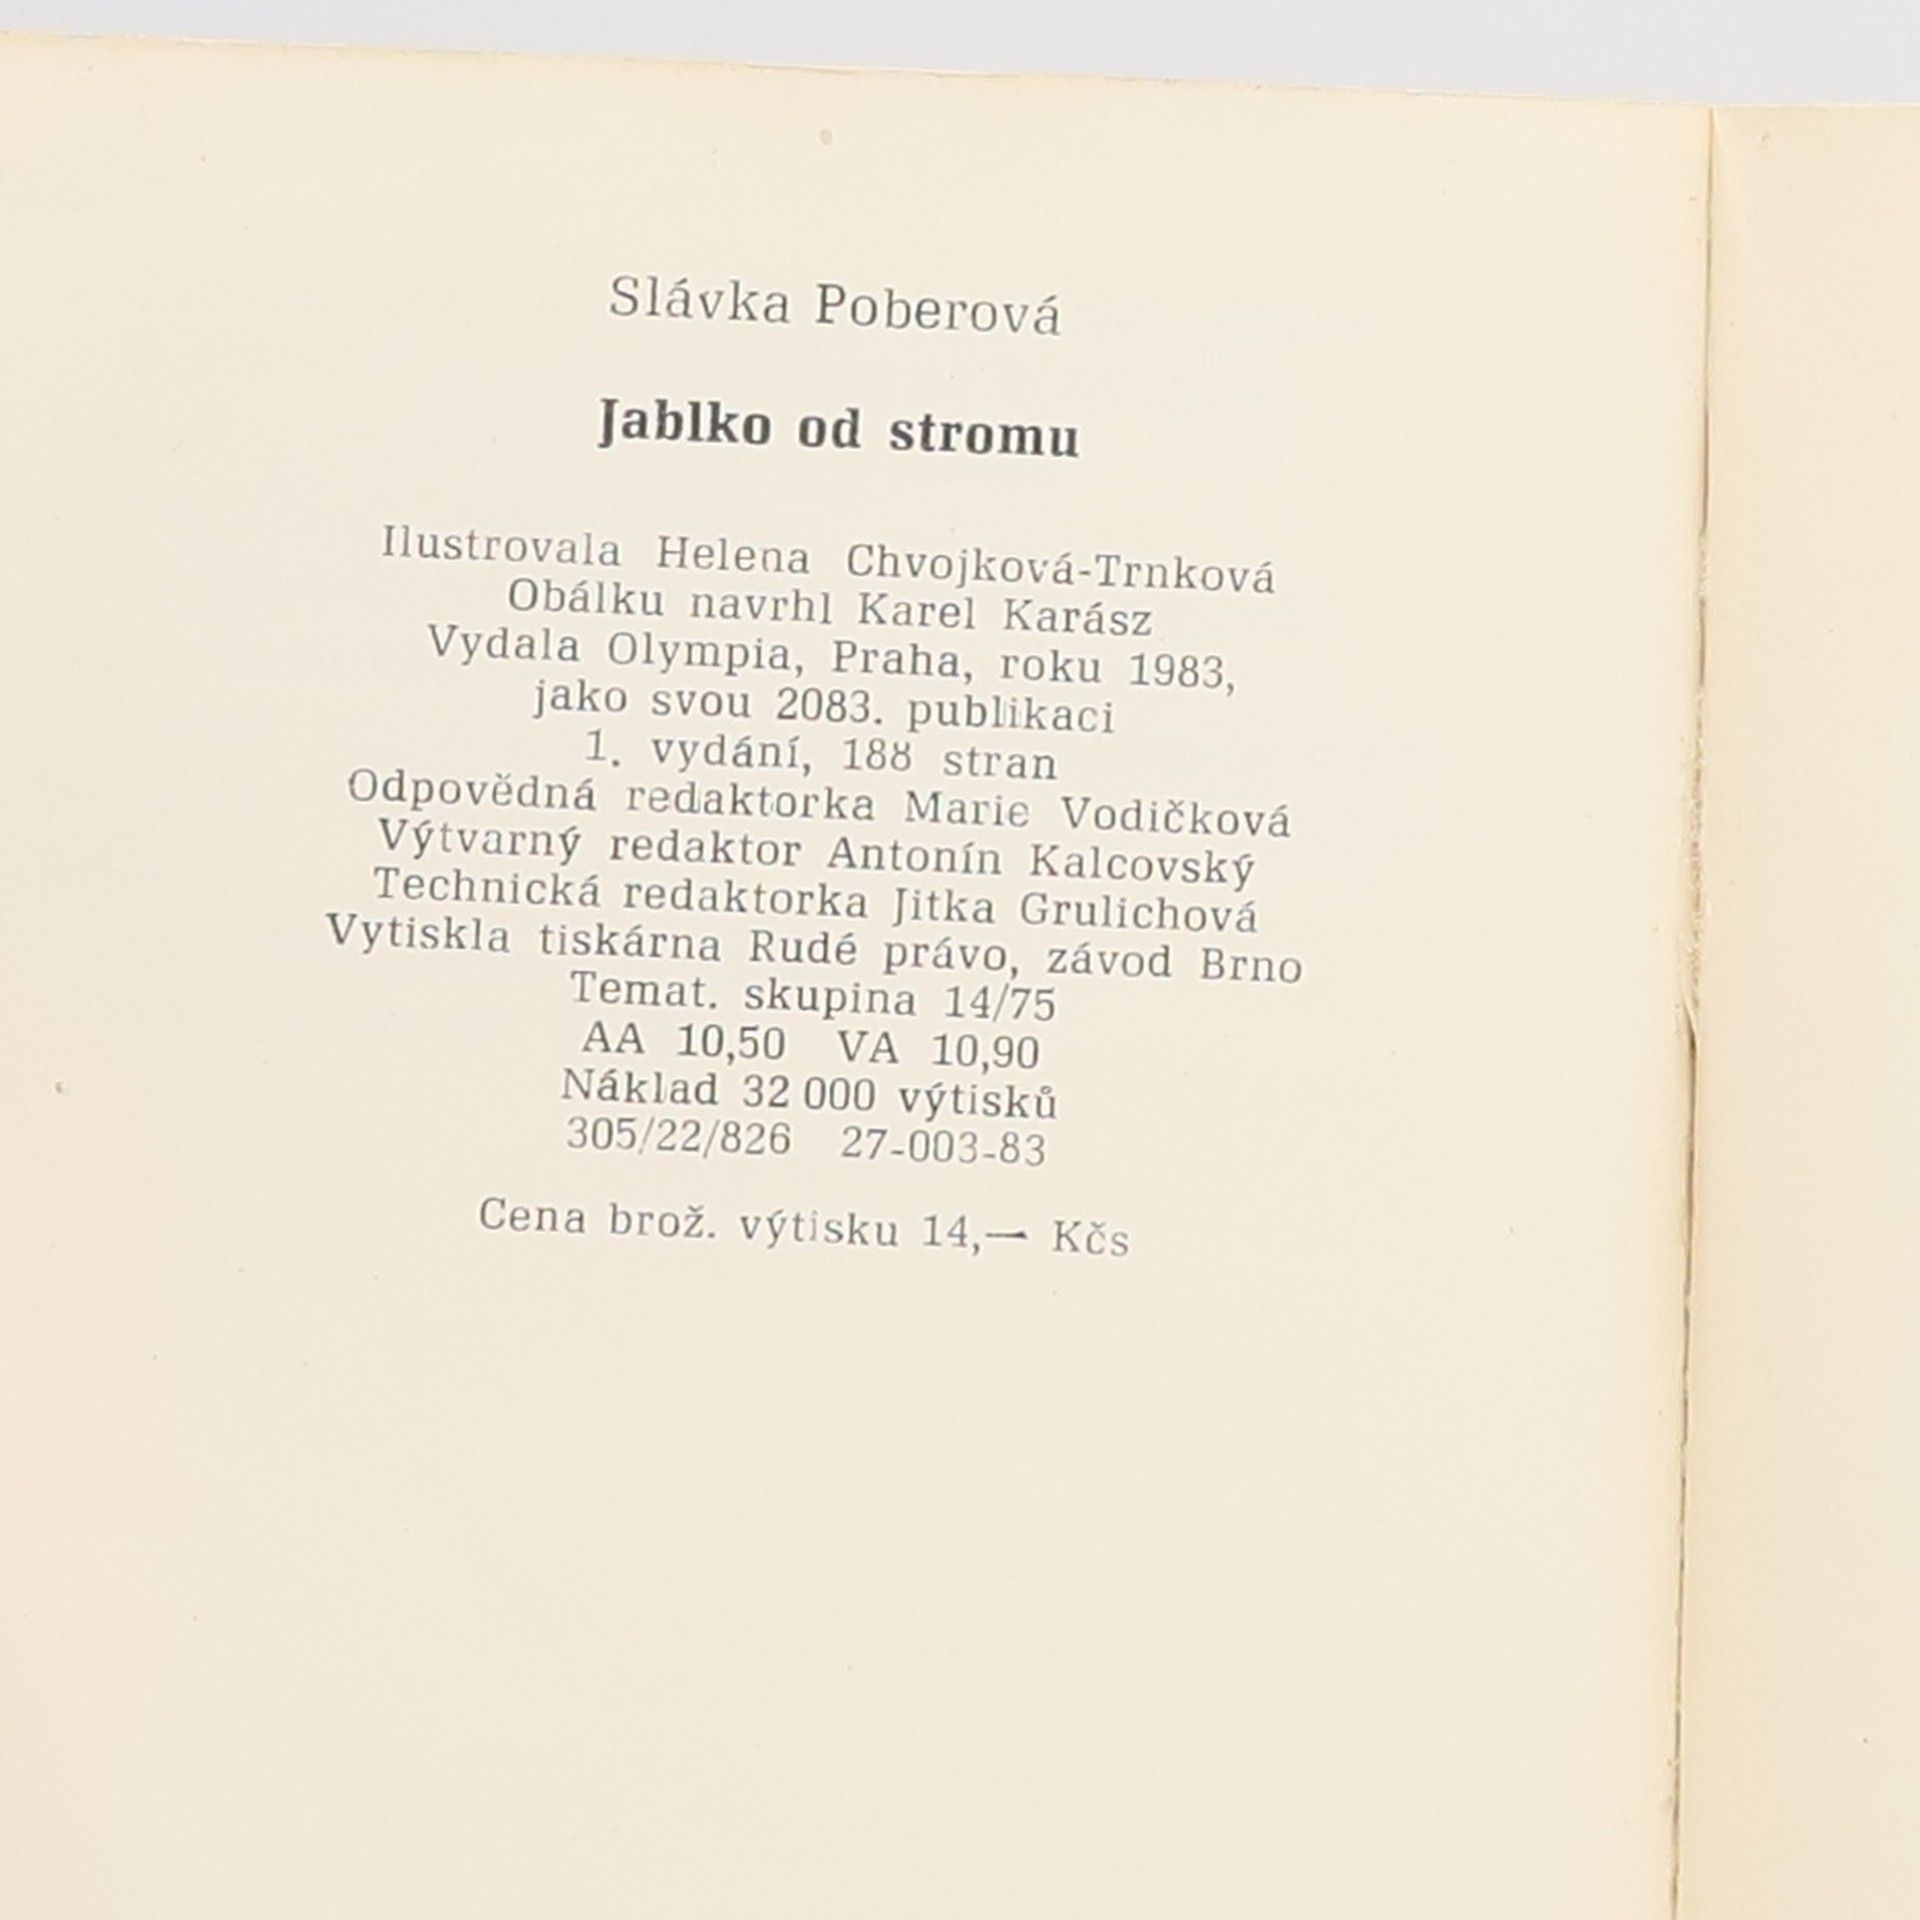 Slávka Poberová
Jablko od stromu
Ilustrovala Helena Chvojková-Trnková
Obálku navrhl Karel Karász
Vydala Olympia, Praha, roku 1983,
jako svou 2083. publikaci
1. vydání, 188 stran
Odpovědná redaktorka Marie Vodičková
Výtvarný redaktor Antonín Kalcovský
Technická redaktorka Jitka Grulichová
Vytiskla tiskárna Rudé právo, závod Brno
Temat. skupina 14/75
AA 10,50 VA 10,90
Náklad 32 000 výtisků
305/22/826 27-003-83
Cena brož. výtisku 14,— Kčs